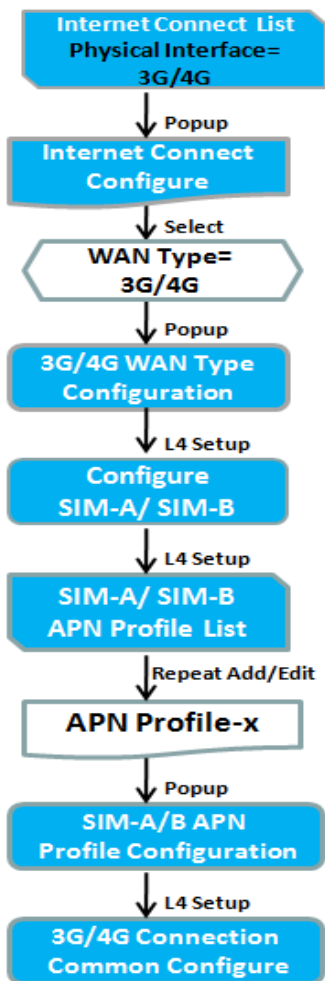 Internet Connect List
Physical Interface=
3G/4G
Popup
Internet Connect
Configure
Select
WAN Type=
3G/4G
Popup
3G/4G WAN Type
Configuration
L4 Setup
Configure
SIM-A/ SIM-B
L4 Setup
SIM-A/ SIM-B
APN Profile List
Repeat Add/Edit
APN Profile-x
Popup
SIM-A/B APN
Profile Configuration
L4 Setup
3G/4G Connection
Common Configure